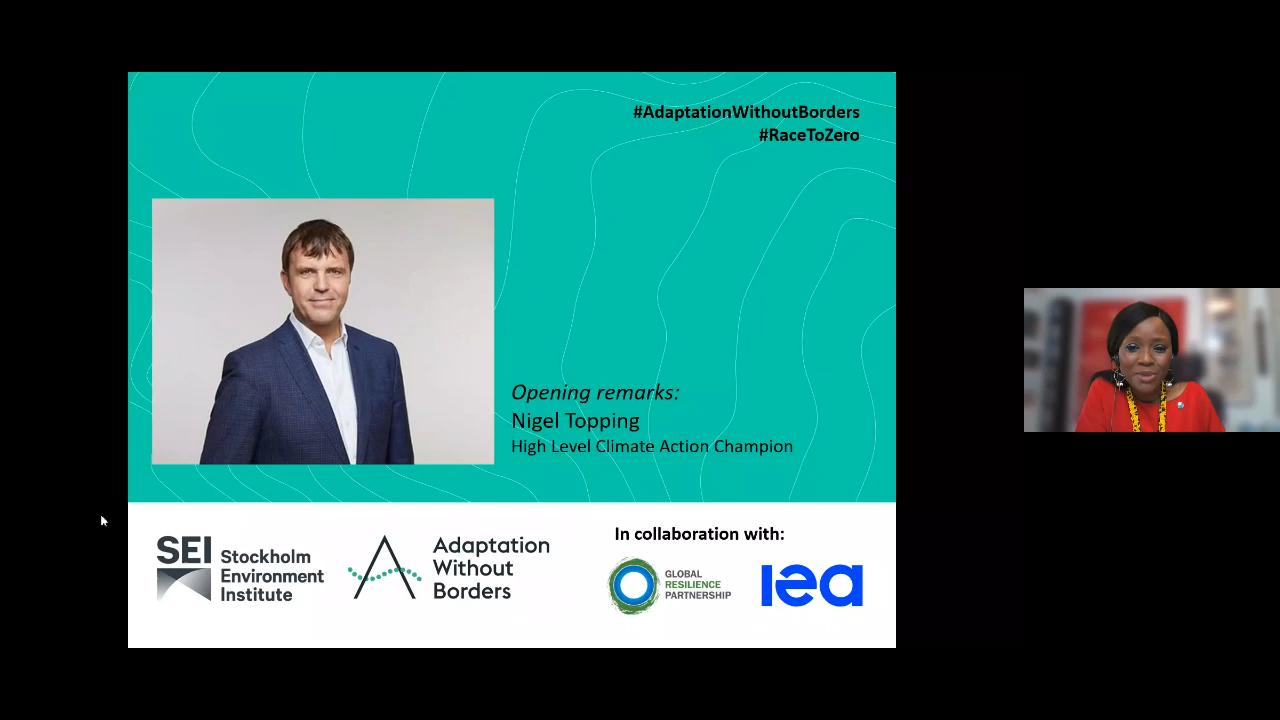 #AdaptationWithoutBorders
#RaceToZero
Opening remarks:
Nigel Topping
High Level Climate Action Champion
SEI Stockholm
Environment
Institute
Adaptation
Without
Borders
In collaboration with:
GLOBAL
RESILIENCE
PARTNERSHIP
iea